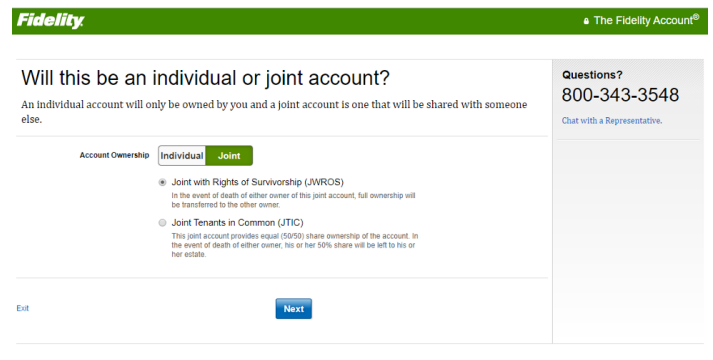 Fidelity
The Fidelity Account®
Will this be an individual or joint account?
An individual account will only be owned by you and a joint account is one that will be shared with someone
else.
Questions?
800-343-3548
Chat with a Representative.
Account Ownership
Individual
Joint
Joint with Rights of Survivorship (JWROS)
In the event of death of either owner of this joint account, full ownership will
be transferred to the other owner.
Joint Tenants in Common (JTIC)
This joint account provides equal (50/50) share ownership of the account. In
the event of death of either owner, his or her 50% share will be left to his or
her estate.
Exit
Next